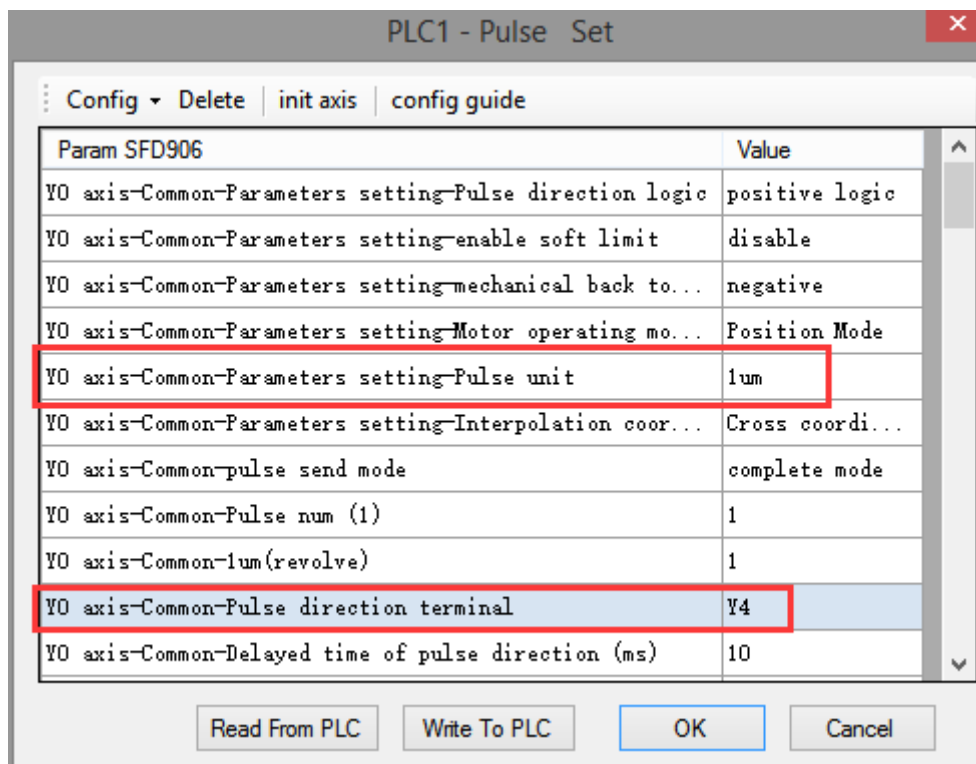 PLC1 - Pulse Set
Config Delete init axis config guide
Param SFD906 Value
Y0 axis-Common-Parameters setting-Pulse direction logic positive logic
Y0 axis-Common-Parameters setting-enable soft limit disable
Y0 axis-Common-Parameters setting-mechanical back to... negative
Y0 axis-Common-Parameters setting-Motor operating mo... Position Mode
Y0 axis-Common-Parameters setting-Pulse unit 1um
Y0 axis-Common-Parameters setting-Interpolation coor... Cross coordi...
Y0 axis-Common-pulse send mode complete mode
Y0 axis-Common-Pulse num (1) 1
Y0 axis-Common-1um(revolve) 1
Y0 axis-Common-Pulse direction terminal Y4
Y0 axis-Common-Delayed time of pulse direction (ms) 10
Read From PLC Write To PLC OK Cancel